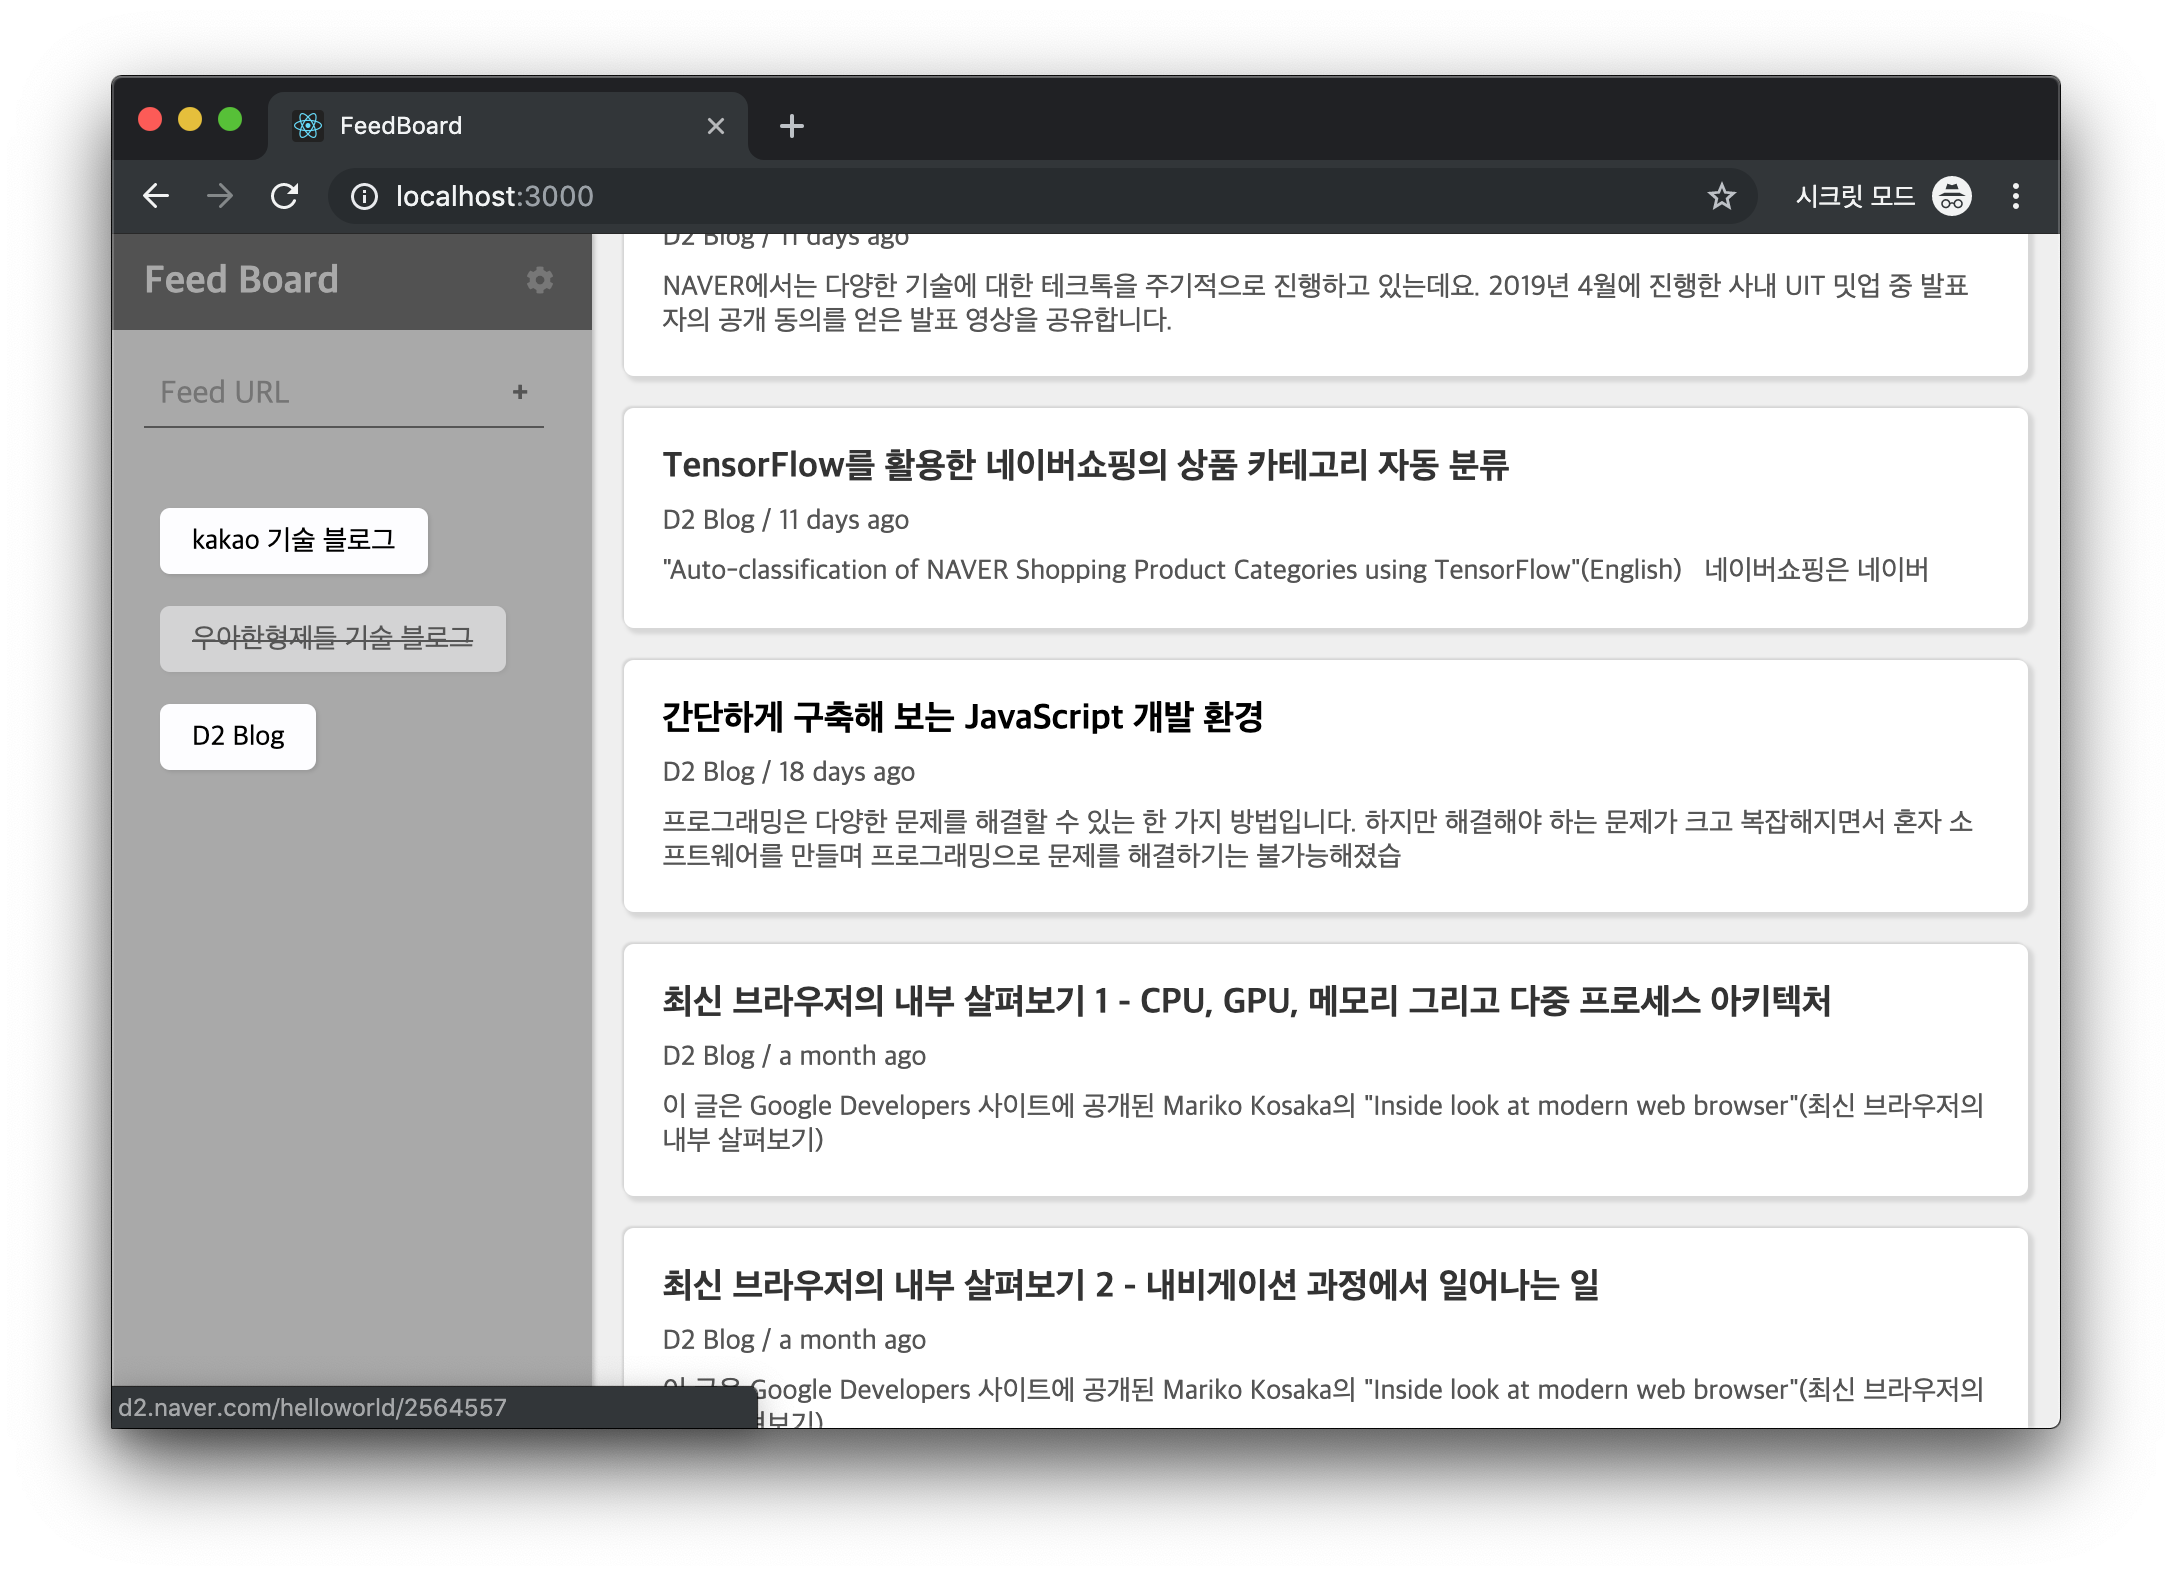 FeedBoard
localhost:3000
시크릿 모드
Feed Board
Feed URL
+
kakao 기술 블로그
우아한형제들 기술 블로그
D2 Blog
D2 Blog / 11 days ago
NAVER에서는 다양한 기술에 대한 테크톡을 주기적으로 진행하고 있는데요. 2019년 4월에 진행한 사내 UIT 밋업 중 발표
자의 공개 동의를 얻은 발표 영상을 공유합니다.
TensorFlow를 활용한 네이버쇼핑의 상품 카테고리 자동 분류
D2 Blog / 11 days ago
"Auto-classification of NAVER Shopping Product Categories using TensorFlow"(English) 네이버쇼핑은 네이버
간단하게 구축해 보는 JavaScript 개발 환경
D2 Blog / 18 days ago
프로그래밍은 다양한 문제를 해결할 수 있는 한 가지 방법입니다. 하지만 해결해야 하는 문제가 크고 복잡해지면서 혼자 소
프트웨어를 만들며 프로그래밍으로 문제를 해결하기는 불가능해졌습
최신 브라우저의 내부 살펴보기 1 - CPU, GPU, 메모리 그리고 다중 프로세스 아키텍처
D2 Blog / a month ago
이 글은 Google Developers 사이트에 공개된 Mariko Kosaka의 "Inside look at modern web browser"(최신 브라우저의
내부 살펴보기)
최신 브라우저의 내부 살펴보기 2 - 내비게이션 과정에서 일어나는 일
D2 Blog / a month ago
이 글은 Google Developers 사이트에 공개된 Mariko Kosaka의 "Inside look at modern web browser"(최신 브라우저의
펴보기)
d2.naver.com/helloworld/2564557